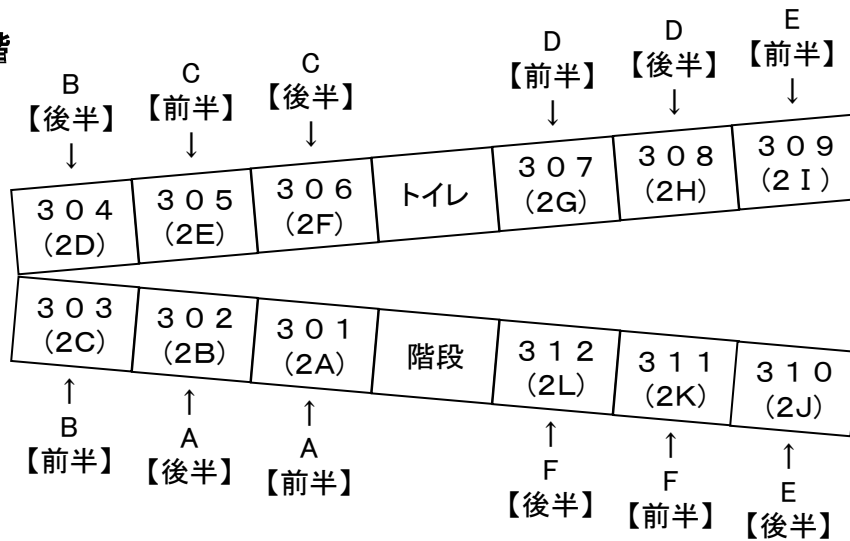 階
B
【後半】
↓
C
【前半】
↓
C
【後半】
↓
D
【前半】
↓
D
【後半】
↓
E
【前半】
↓
３０４
(2D)
３０５
(2E)
３０６
(2F)
トイレ
３０７
(2G)
３０８
(2H)
３０９
(2Ｉ)
３０３
(2C)
３０２
(2B)
３０１
(2A)
階段
３１２
(2L)
３１１
(2K)
３１０
(2J)
↑
B
【前半】
↑
A
【後半】
↑
A
【前半】
↑
F
【後半】
↑
F
【前半】
↑
E
【後半】